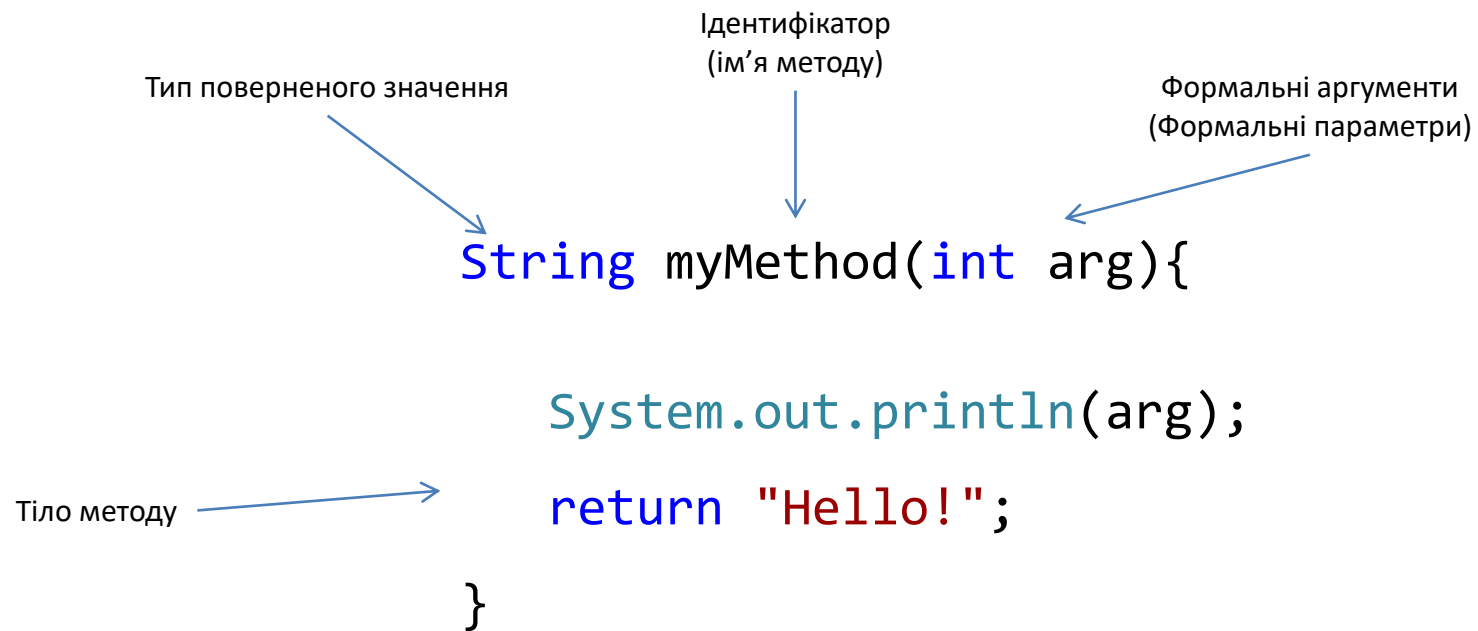 Ідентифікатор
(ім’я методу)
Тип поверненого значення
Формальні аргументи
(Формальні параметри)
String myMethod(int arg){
System.out.println(arg);
Тіло методу
return "Hello!";
}